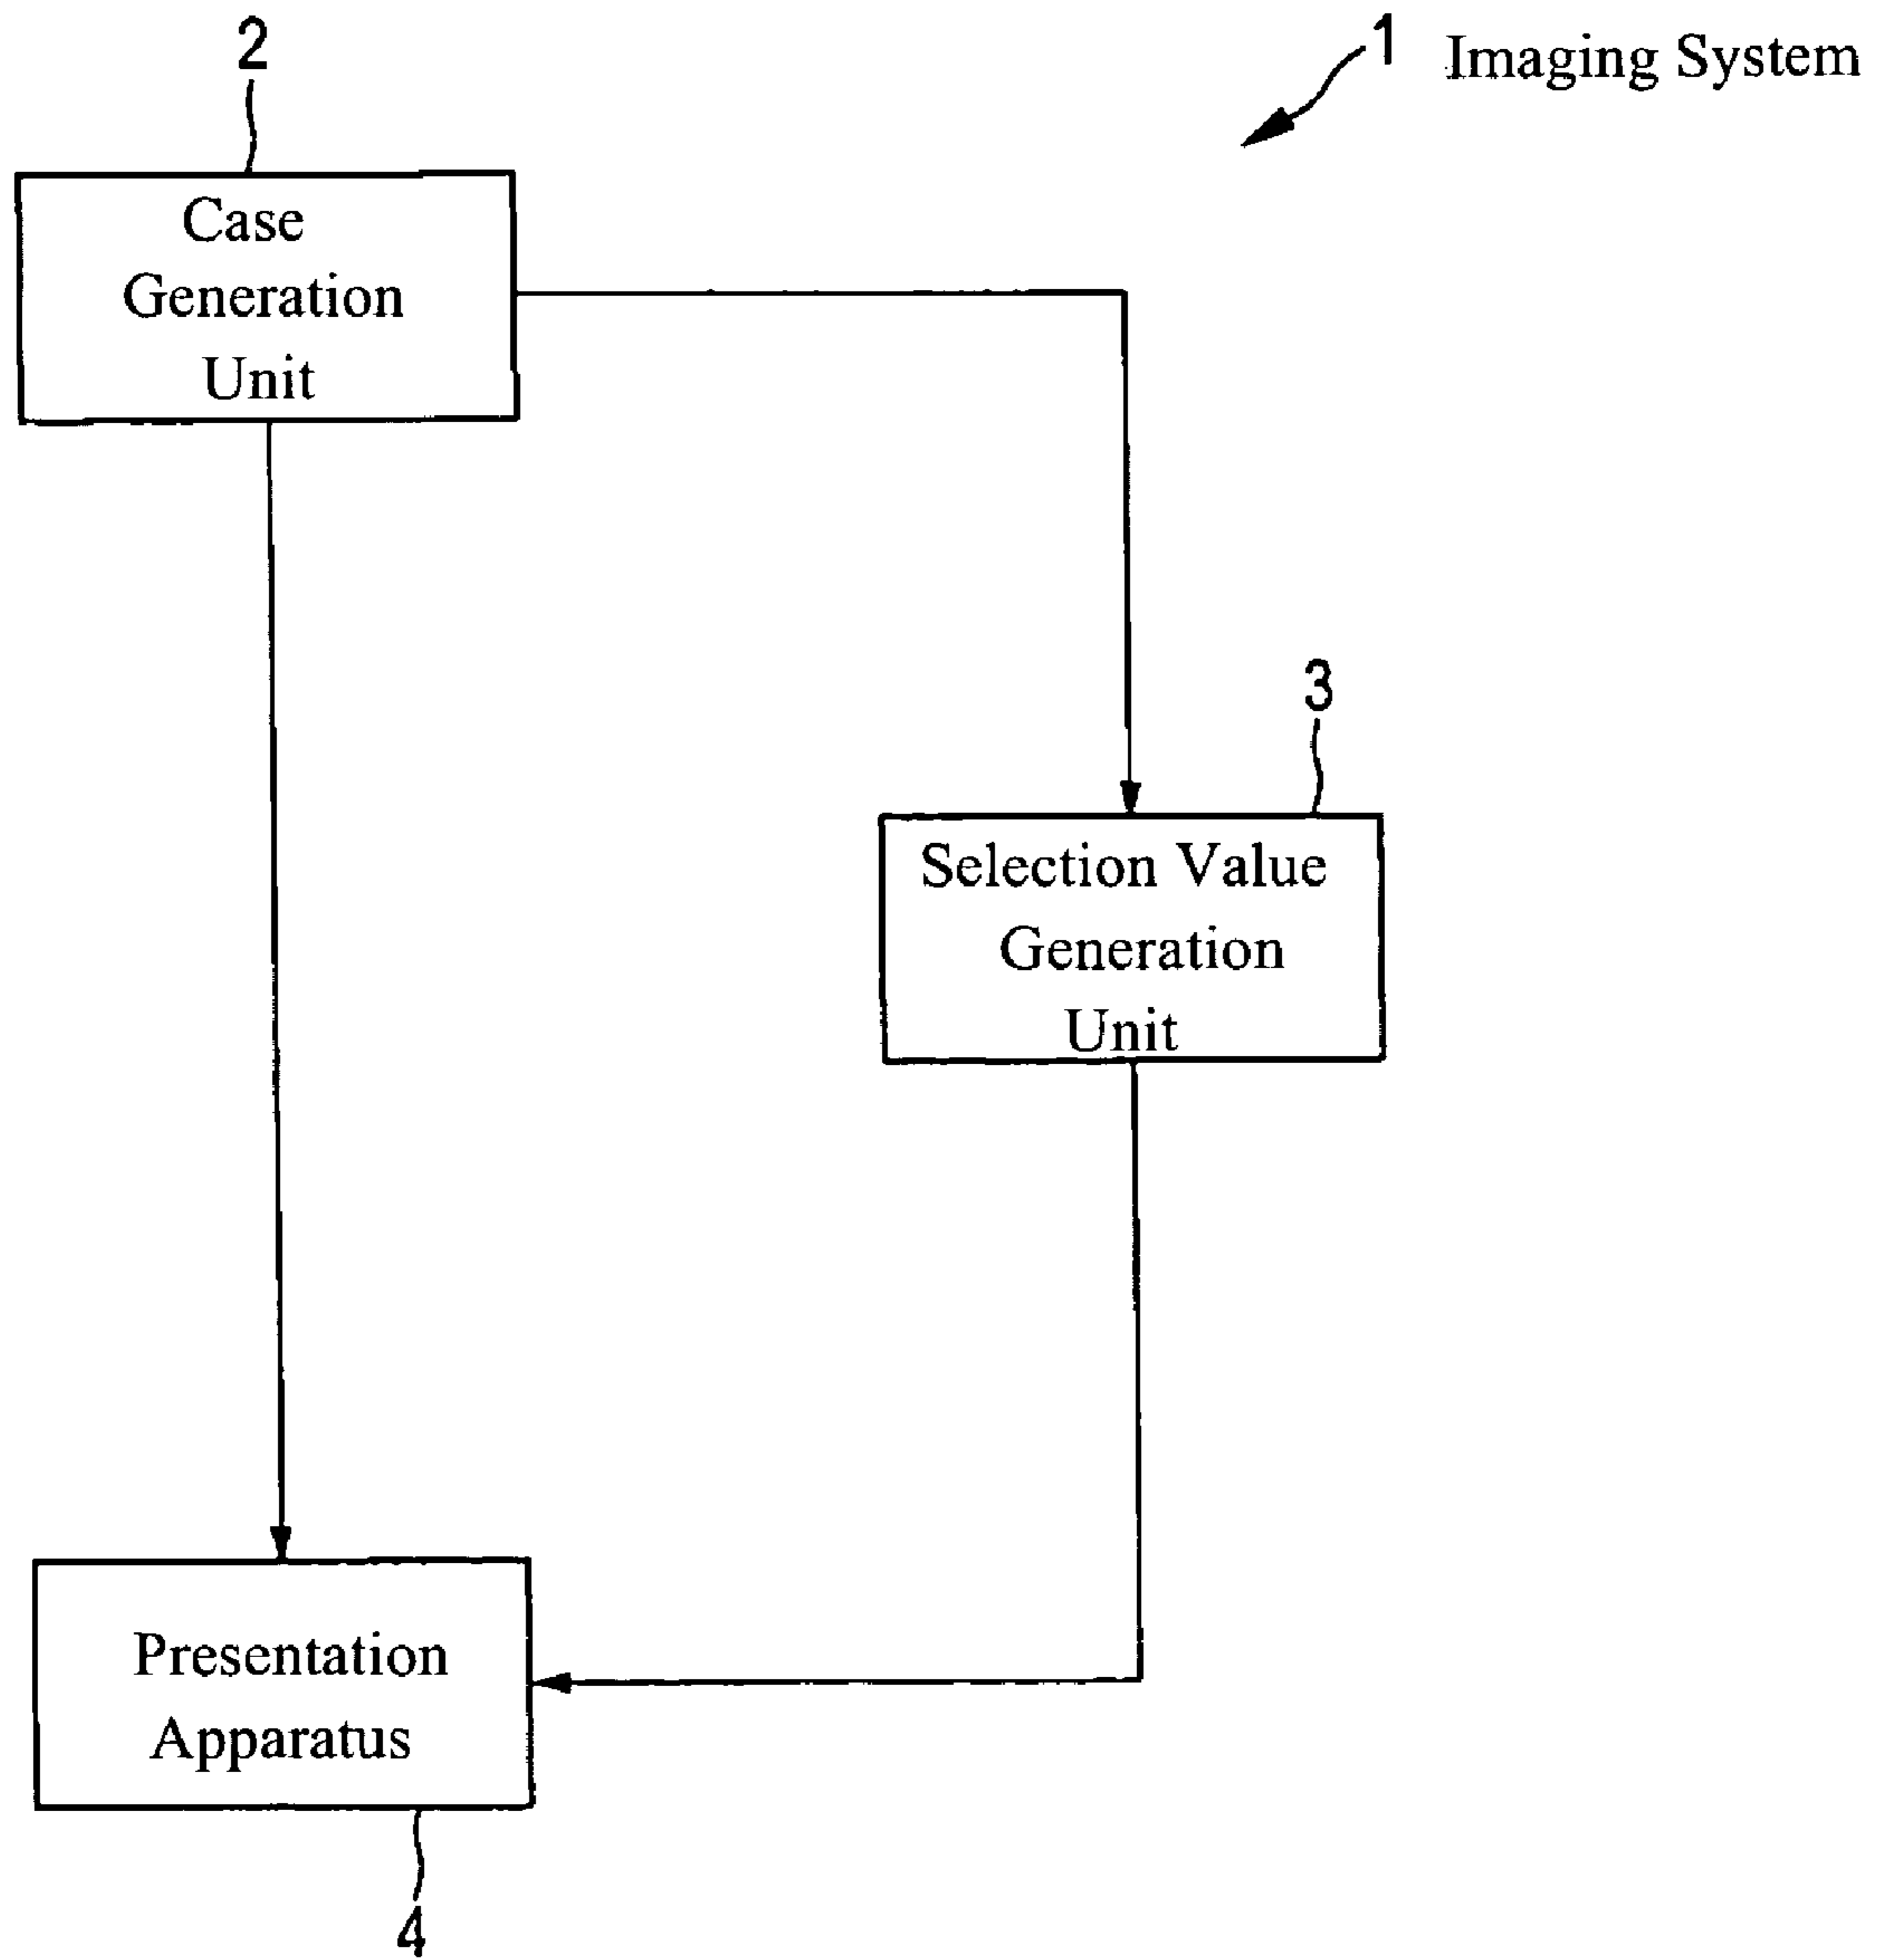 2
1 Imaging System
Case
Generation
Unit
3
Selection Value
Generation
Unit
Presentation
Apparatus
4